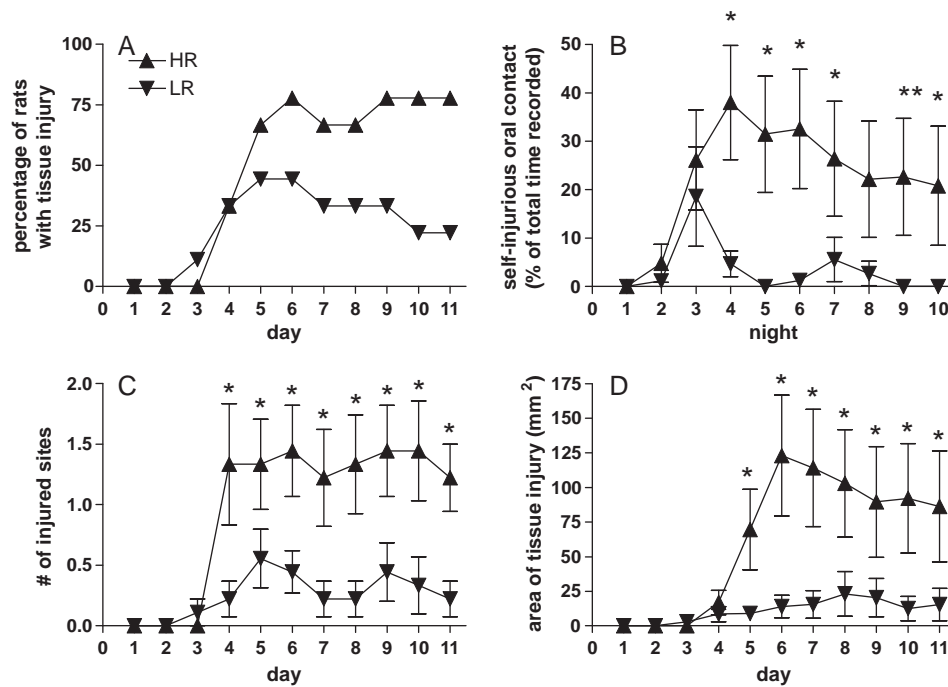 A
HR
LR
percentage of rats
with tissue injury
100
75
50
25
0
0 1 2 3 4 5 6 7 8 9 10 11
day
B
self-injurious oral contact
(% of total time recorded)
50
40
30
20
10
0
* * * * ** *
0 1 2 3 4 5 6 7 8 9 10
night
C
# of injured sites
2.0
1.5
1.0
0.5
0.0
* * * * * * * *
0 1 2 3 4 5 6 7 8 9 10 11
day
D
area of tissue injury (mm ²)
175
150
125
100
75
50
25
0
* * * * * * *
0 1 2 3 4 5 6 7 8 9 10 11
day